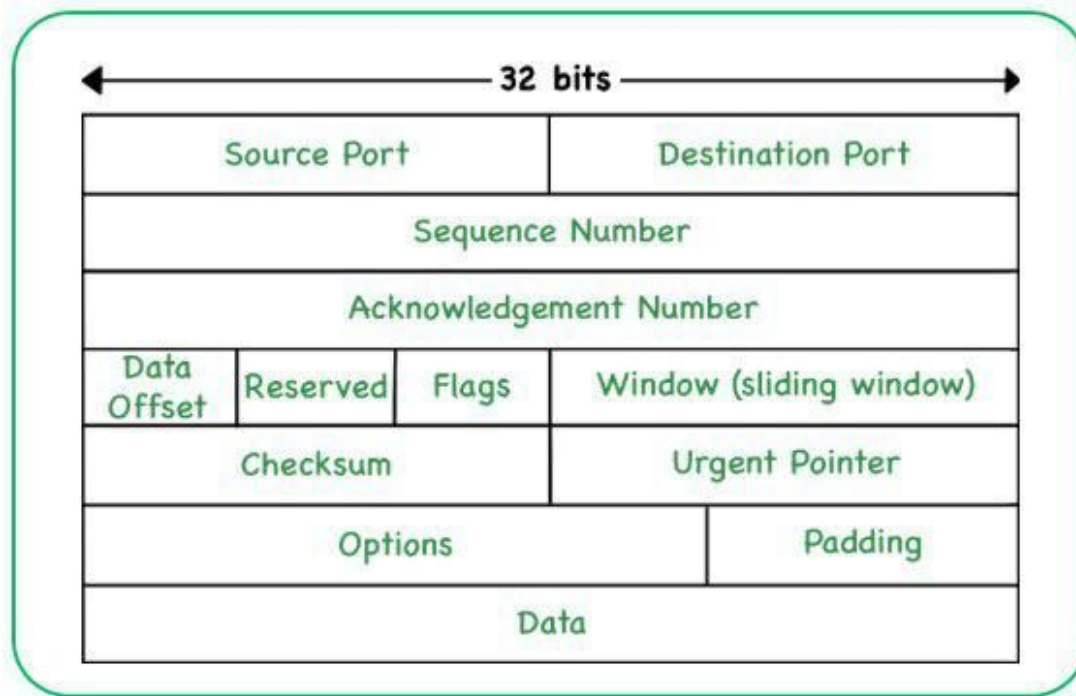 32 bits
Source Port Destination Port
Sequence Number
Acknowledgement Number
Data Offset Reserved Flags Window (sliding window)
Checksum Urgent Pointer
Options Padding
Data